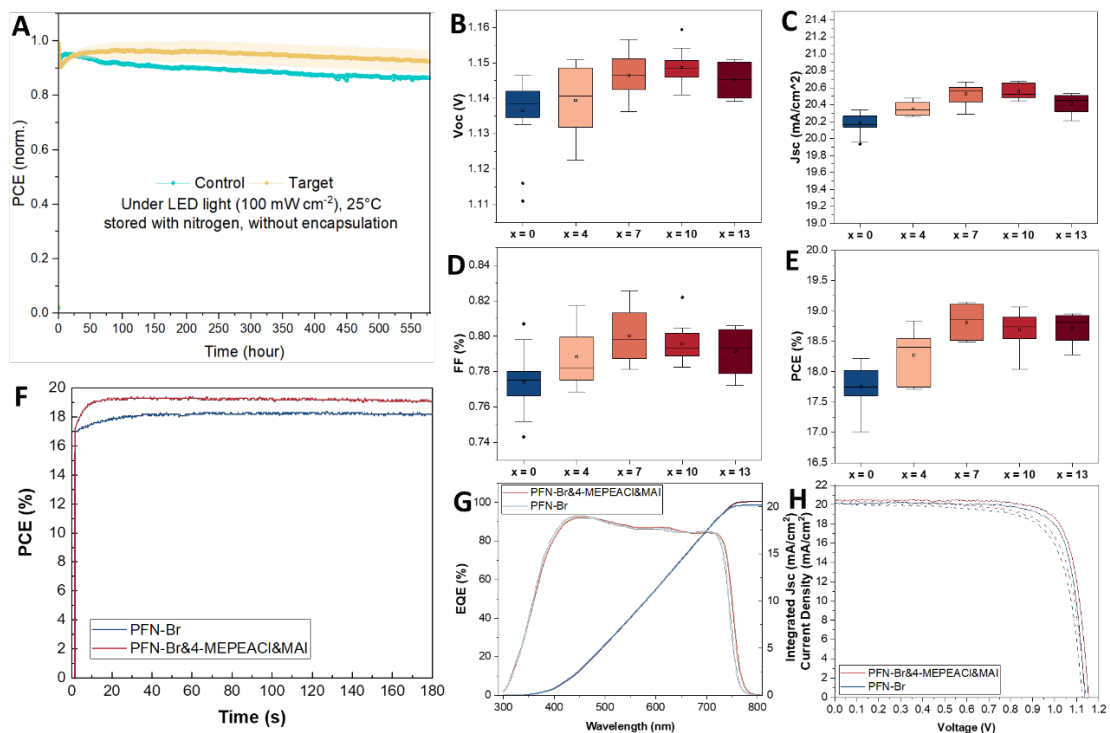 A
PCE (norm.)
1.0
0.8
0.6
0.4
0.2
0.0
Control
Target
Under LED light (100 mW cm⁻²), 25°C
stored with nitrogen, without encapsulation
0 50 100 150 200 250 300 350 400 450 500 550
Time (hour)
B
Voc (V)
1.16
1.15
1.14
1.13
1.12
1.11
x = 0 x = 4 x = 7 x = 10 x = 13
C
Jsc (mA/cm^2)
21.4
21.2
21.0
20.8
20.6
20.4
20.2
20.0
19.8
19.6
19.4
19.2
19.0
x = 0 x = 4 x = 7 x = 10 x = 13
D
FF (%)
0.84
0.82
0.80
0.78
0.76
0.74
x = 0 x = 4 x = 7 x = 10 x = 13
E
PCE (%)
20.0
19.5
19.0
18.5
18.0
17.5
17.0
16.5
x = 0 x = 4 x = 7 x = 10 x = 13
F
PCE (%)
20
18
16
14
12
10
8
6
4
2
0
PFN-Br
PFN-Br&4-MEPEACl&MAI
0 20 40 60 80 100 120 140 160 180
Time (s)
G
PFN-Br&4-MEPEACl&MAI
PFN-Br
EQE (%)
100
80
60
40
20
0
20
15
10
5
0
Integrated Jsc (mA/cm²)
300 400 500 600 700 800
Wavelength (nm)
H
Current Density (mA/cm²)
22
20
18
16
14
12
10
8
6
4
2
0
PFN-Br&4-MEPEACl&MAI
PFN-Br
0.0 0.1 0.2 0.3 0.4 0.5 0.6 0.7 0.8 0.9 1.0 1.1 1.2
Voltage (V)